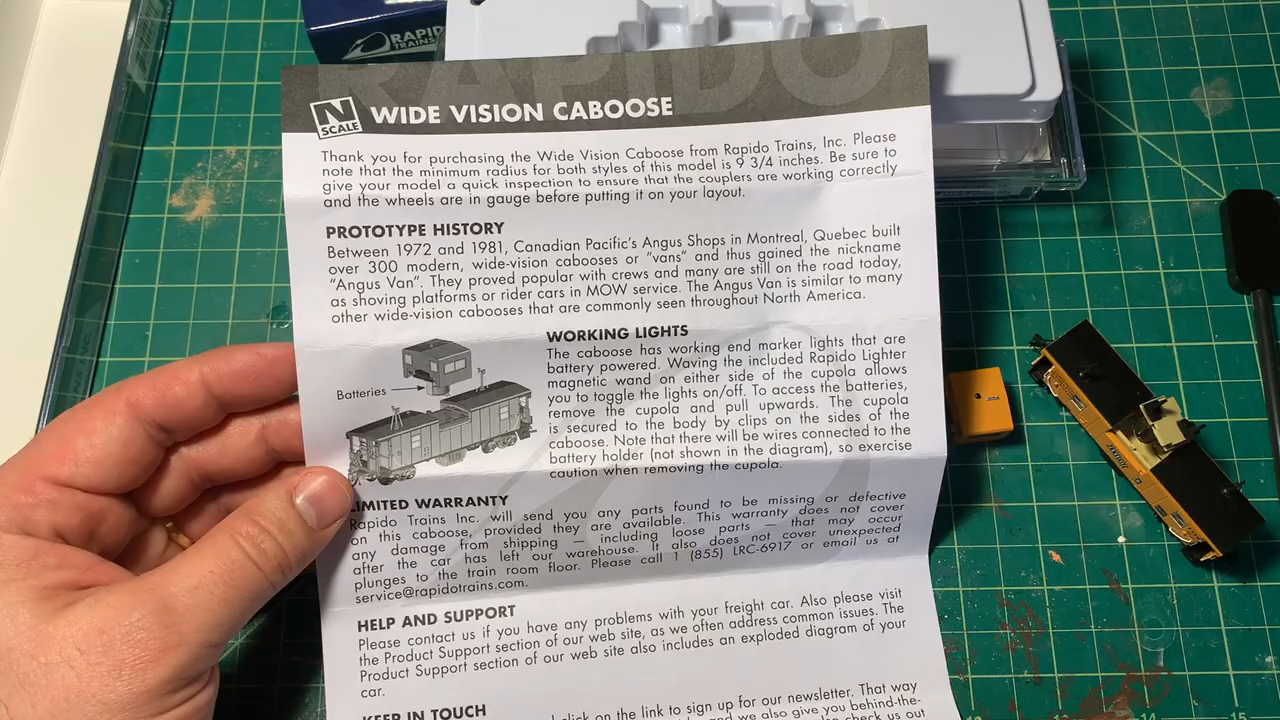 RAPIDO
TRAINS
RAPIDO
N
SCALE
WIDE VISION CABOOSE
Thank you for purchasing the Wide Vision Caboose from Rapido Trains, Inc. Please
note that the minimum radius for both styles of this model is 9 3/4 inches. Be sure to
give your model a quick inspection to ensure that the couplers are working correctly
and the wheels are in gauge before putting it on your layout.
PROTOTYPE HISTORY
Between 1972 and 1981, Canadian Pacific's Angus Shops in Montreal, Quebec built
over 300 modern, wide-vision cabooses or "vans" and thus gained the nickname
"Angus Van". They proved popular with crews and many are still on the road today,
as shoving platforms or rider cars in MOW service. The Angus Van is similar to many
other wide-vision cabooses that are commonly seen throughout North America.
Batteries
WORKING LIGHTS
The caboose has working end marker lights that are
battery powered. Waving the included Rapido Lighter
magnetic wand on either side of the cupola allows
you to toggle the lights on/off. To access the batteries,
remove the cupola and pull upwards. The cupola
is secured to the body by clips on the sides of the
caboose. Note that there will be wires connected to the
battery holder (not shown in the diagram), so exercise
caution when removing the cupola.
LIMITED WARRANTY
Rapido Trains Inc. will send you any parts found to be missing or defective
on this caboose, provided they are available. This warranty does not cover
any damage from shipping – including loose parts – that may occur
after the car has left our warehouse. It also does not cover unexpected
plunges to the train room floor. Please call 1 (855) LRC-6917 or email us at
service@rapidotrains.com.
HELP AND SUPPORT
Please contact us if you have any problems with your freight car. Also please visit
the Product Support section of our web site, as we often address common issues. The
Product Support section of our web site also includes an exploded diagram of your
car.
KEEP IN TOUCH
click on the link to sign up for our newsletter. That way
and we also give you behind-the-
check us out